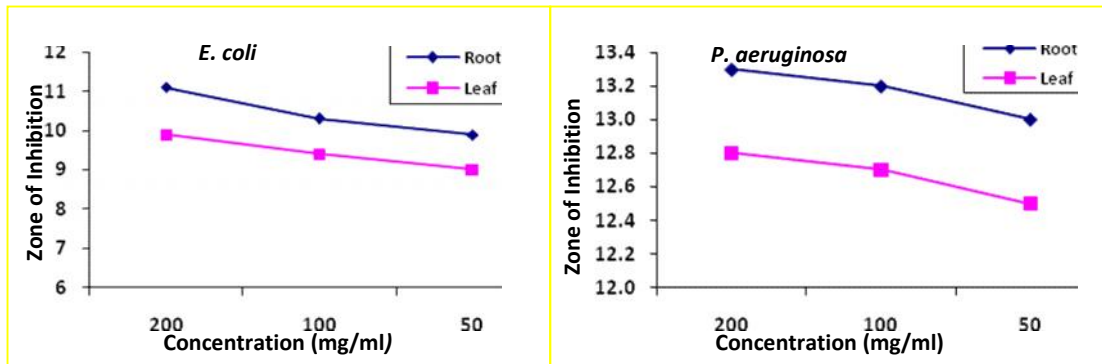 E. coli
12
11
10
9
8
7
6
Zone of Inhibition
Root
Leaf
200 100 50
Concentration (mg/ml)
P. aeruginosa
13.4
13.2
13.0
12.8
12.6
12.4
12.2
12.0
Zone of Inhibition
Root
Leaf
200 100 50
Concentration (mg/ml)